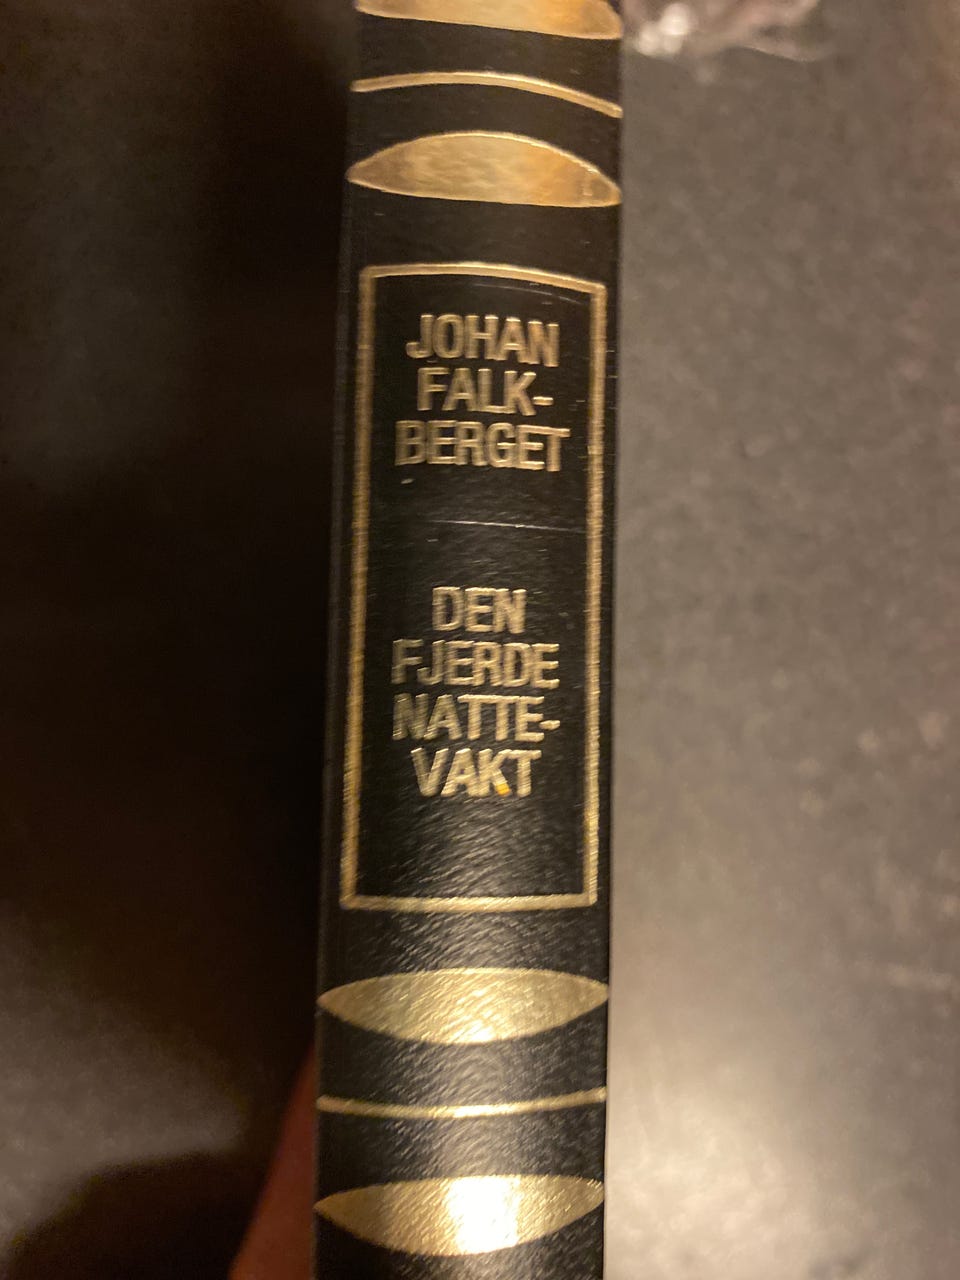 JOHAN
FALK-
BERGET
DEN
FJERDE
NATTE-
VAKT